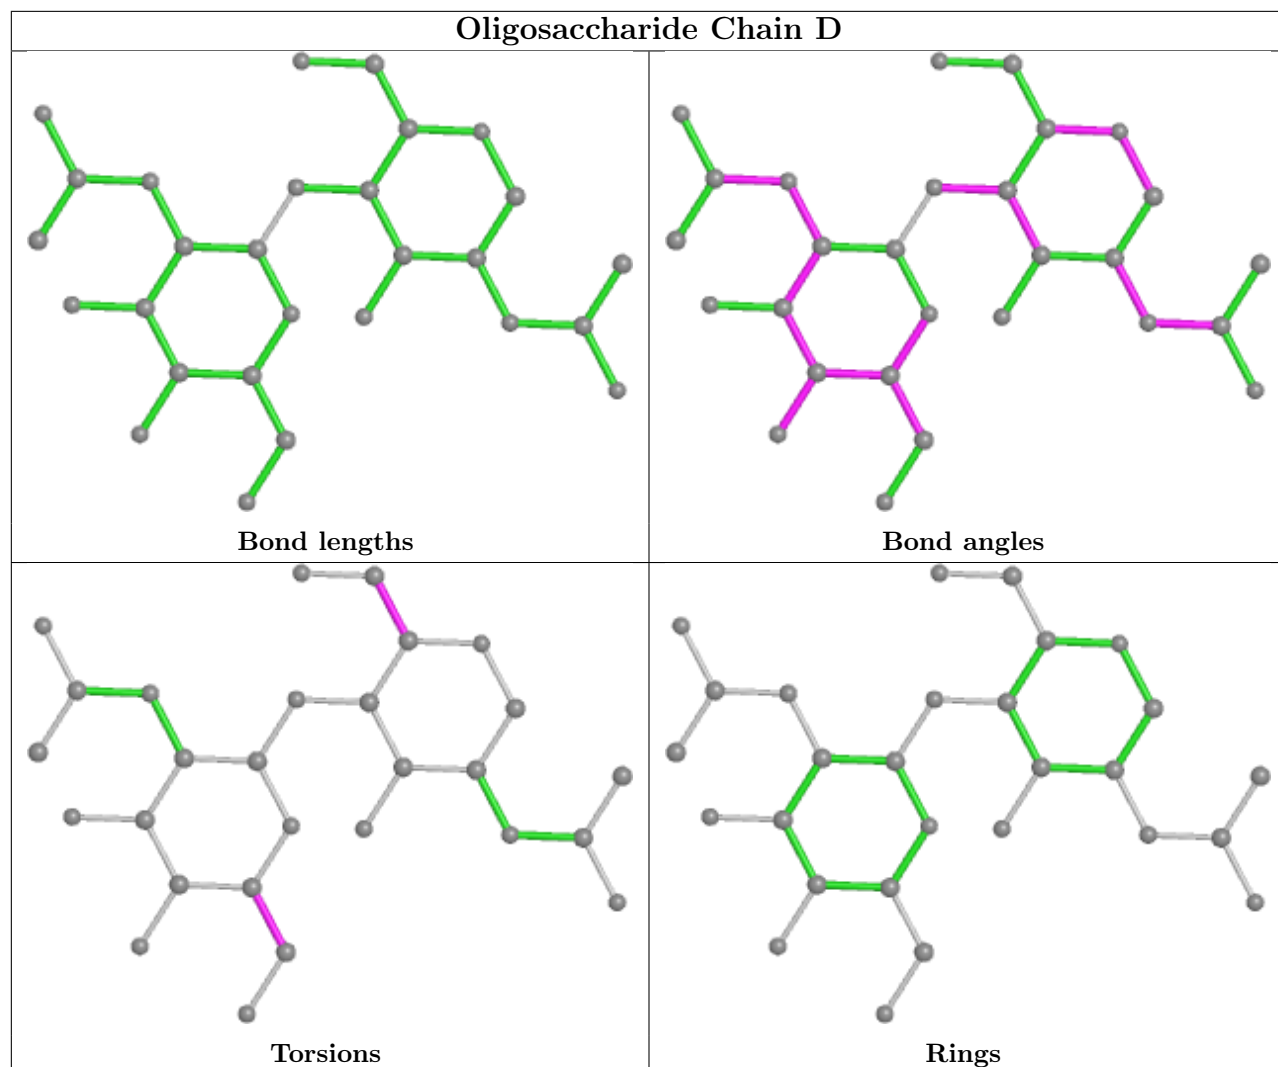 Oligosaccharide Chain D
Bond lengths
Bond angles
Torsions
Rings